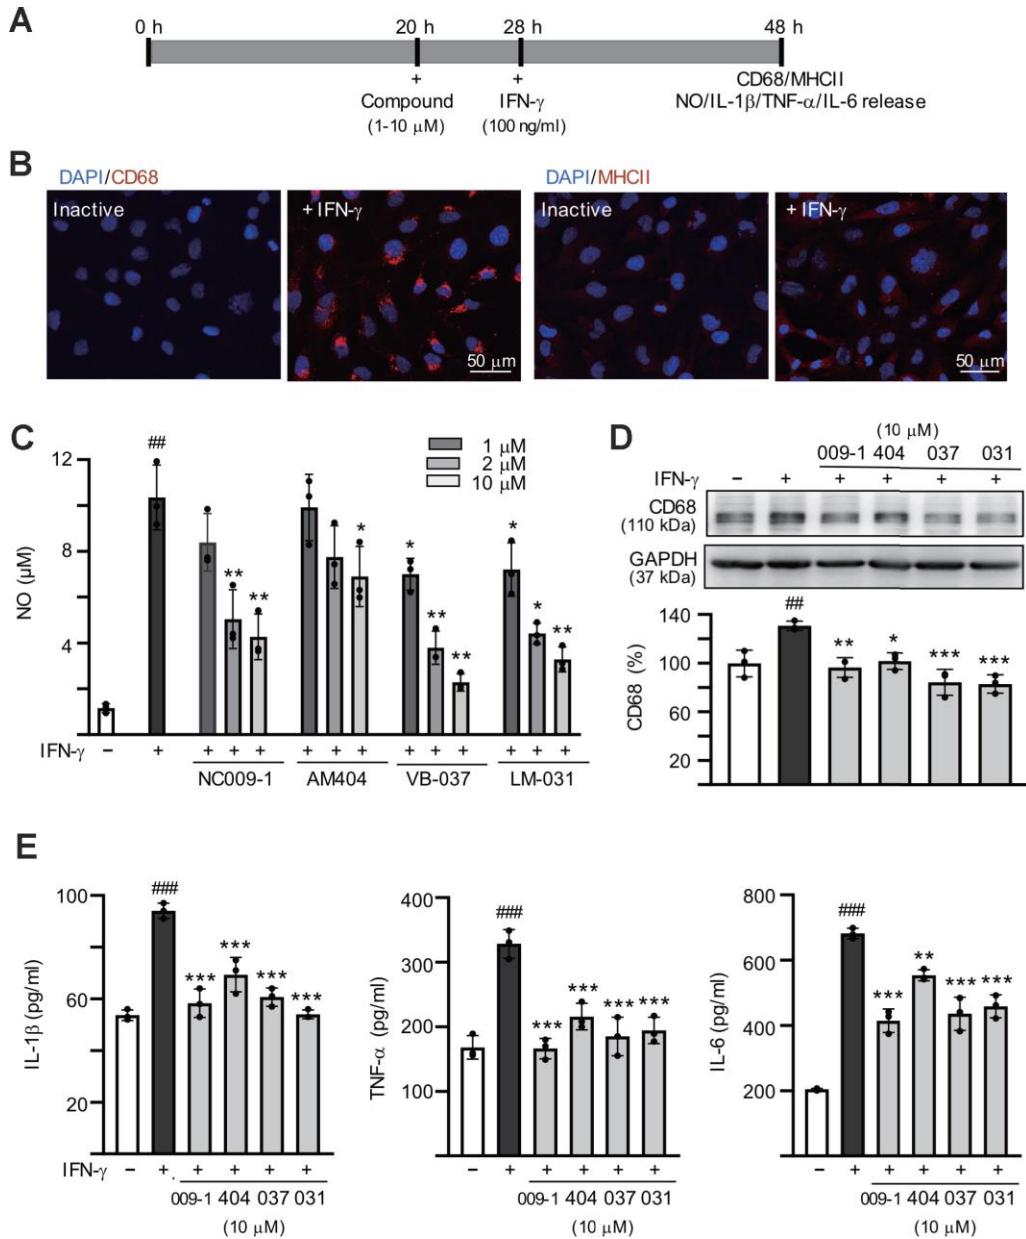 A
0 h 20 h 28 h 48 h
+ + CD68/MHCII
Compound IFN-γ NO/IL-1β/TNF-α/IL-6 release
(1-10 μM) (100 ng/ml)
B
DAPI/CD68 DAPI/MHCII
Inactive + IFN-γ Inactive + IFN-γ
50 μm 50 μm
C
##
12
8
4
NO (μM)
1 μM
2 μM
10 μM
** ** * * ** ** * * **
IFN-γ − + + + + + + + + + + + + +
NC009-1 AM404 VB-037 LM-031
D
(10 μM)
009-1 404 037 031
IFN-γ − + + + + +
CD68
(110 kDa)
GAPDH
(37 kDa)
140
100
60
20
CD68 (%)
## ** * *** ***
E
100
60
20
IL-1β (pg/ml)
### *** *** *** ***
IFN-γ − + + + + +
009-1 404 037 031
(10 μM)
400
300
200
100
TNF-α (pg/ml)
### *** *** *** ***
− + + + + +
009-1 404 037 031
(10 μM)
800
600
400
200
IL-6 (pg/ml)
### *** ** *** ***
− + + + + +
009-1 404 037 031
(10 μM)